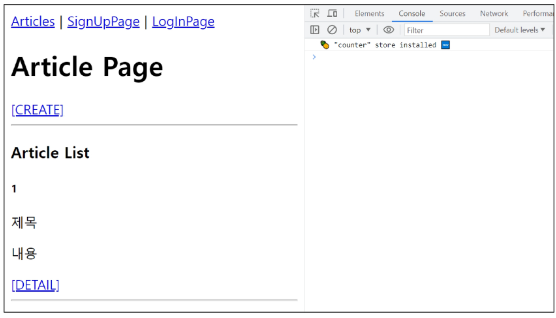 Articles | SignUpPage | LogInPage
Article Page
[CREATE]
Article List
1
제목
내용
[DETAIL]
Elements Console Sources Network Performa
top Filter Default levels
🍍 "counter" store installed 🆕